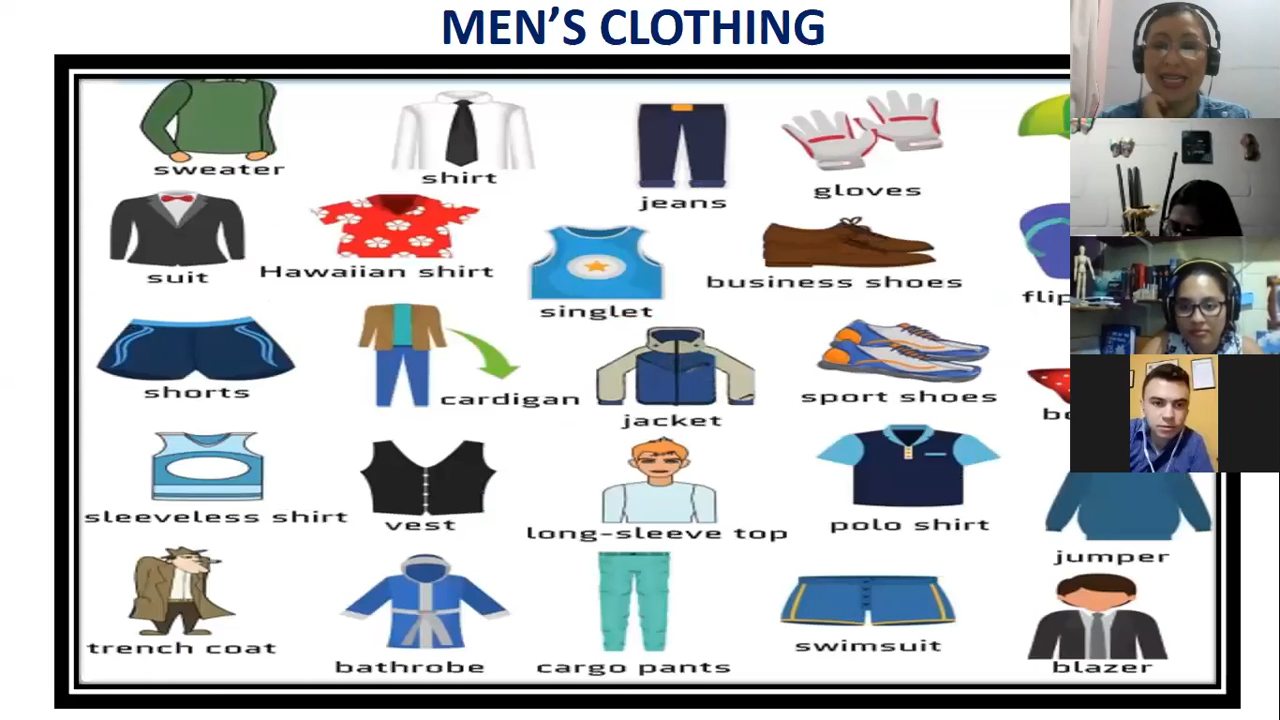 MEN'S CLOTHING
sweater
shirt
jeans
gloves
suit
Hawaiian shirt
singlet
business shoes
shorts
cardigan
jacket
sport shoes
sleeveless shirt
vest
long-sleeve top
polo shirt
jumper
trench coat
bathrobe
cargo pants
swimsuit
blazer